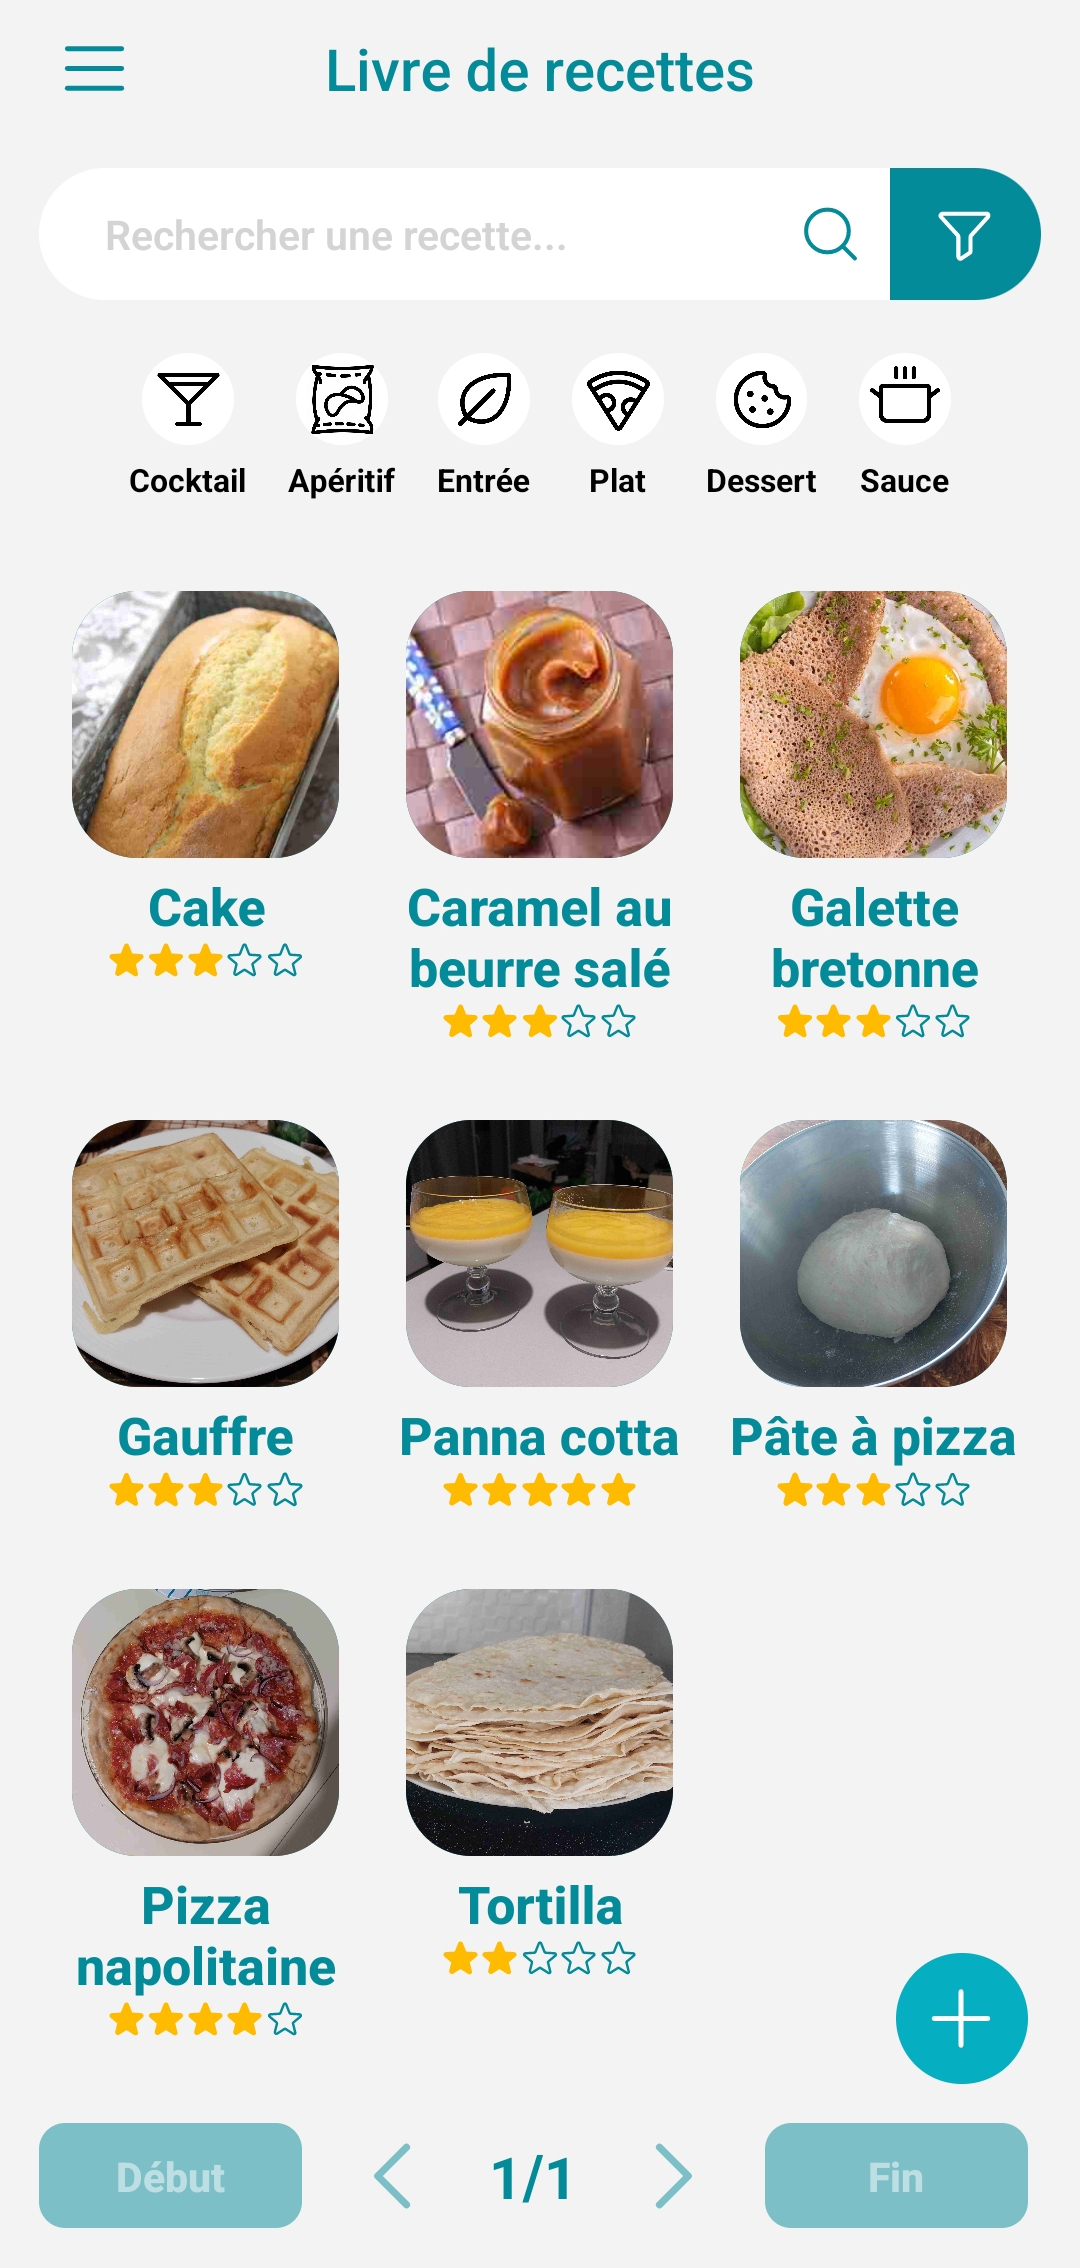 Livre de recettes
Rechercher une recette...
Cocktail
Apéritif
Entrée
Plat
Dessert
Sauce
Cake
Caramel au
beurre salé
Galette
bretonne
Gauffre
Panna cotta
Pâte à pizza
Pizza
napolitaine
Tortilla
Début
1/1
Fin